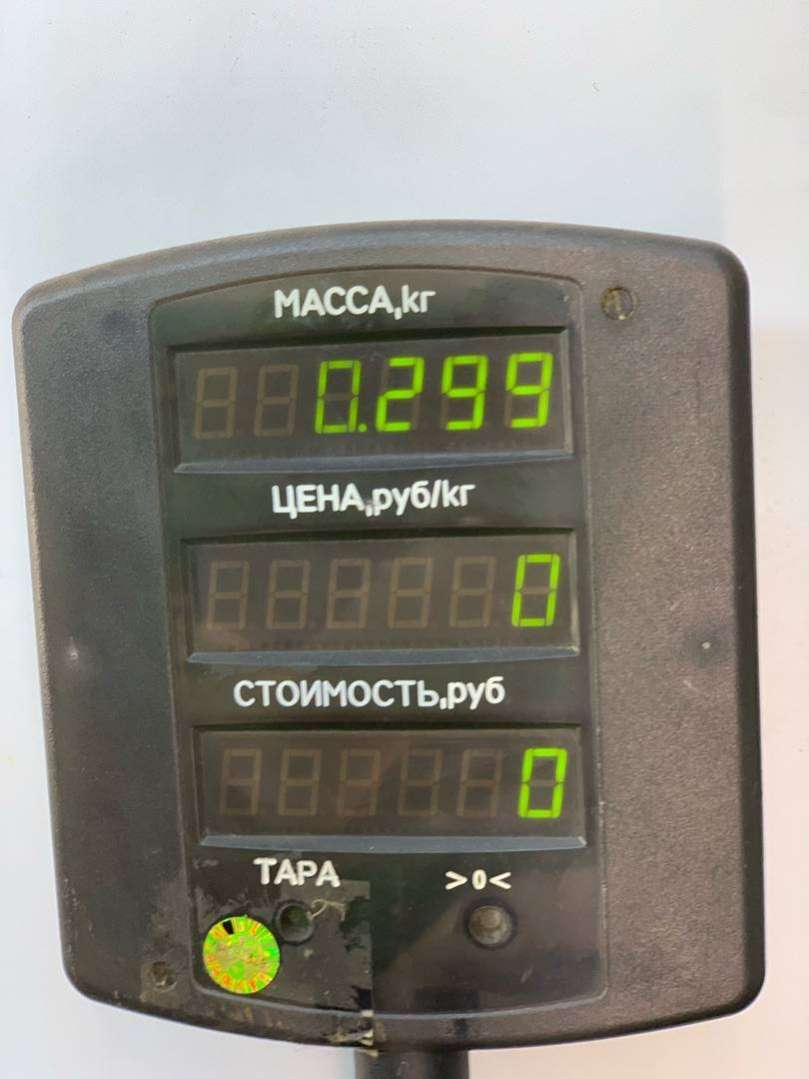 МАССА,кг
0.299
ЦЕНА,руб/кг
0
СТОИМОСТЬ,руб
0
ТАРА >0<